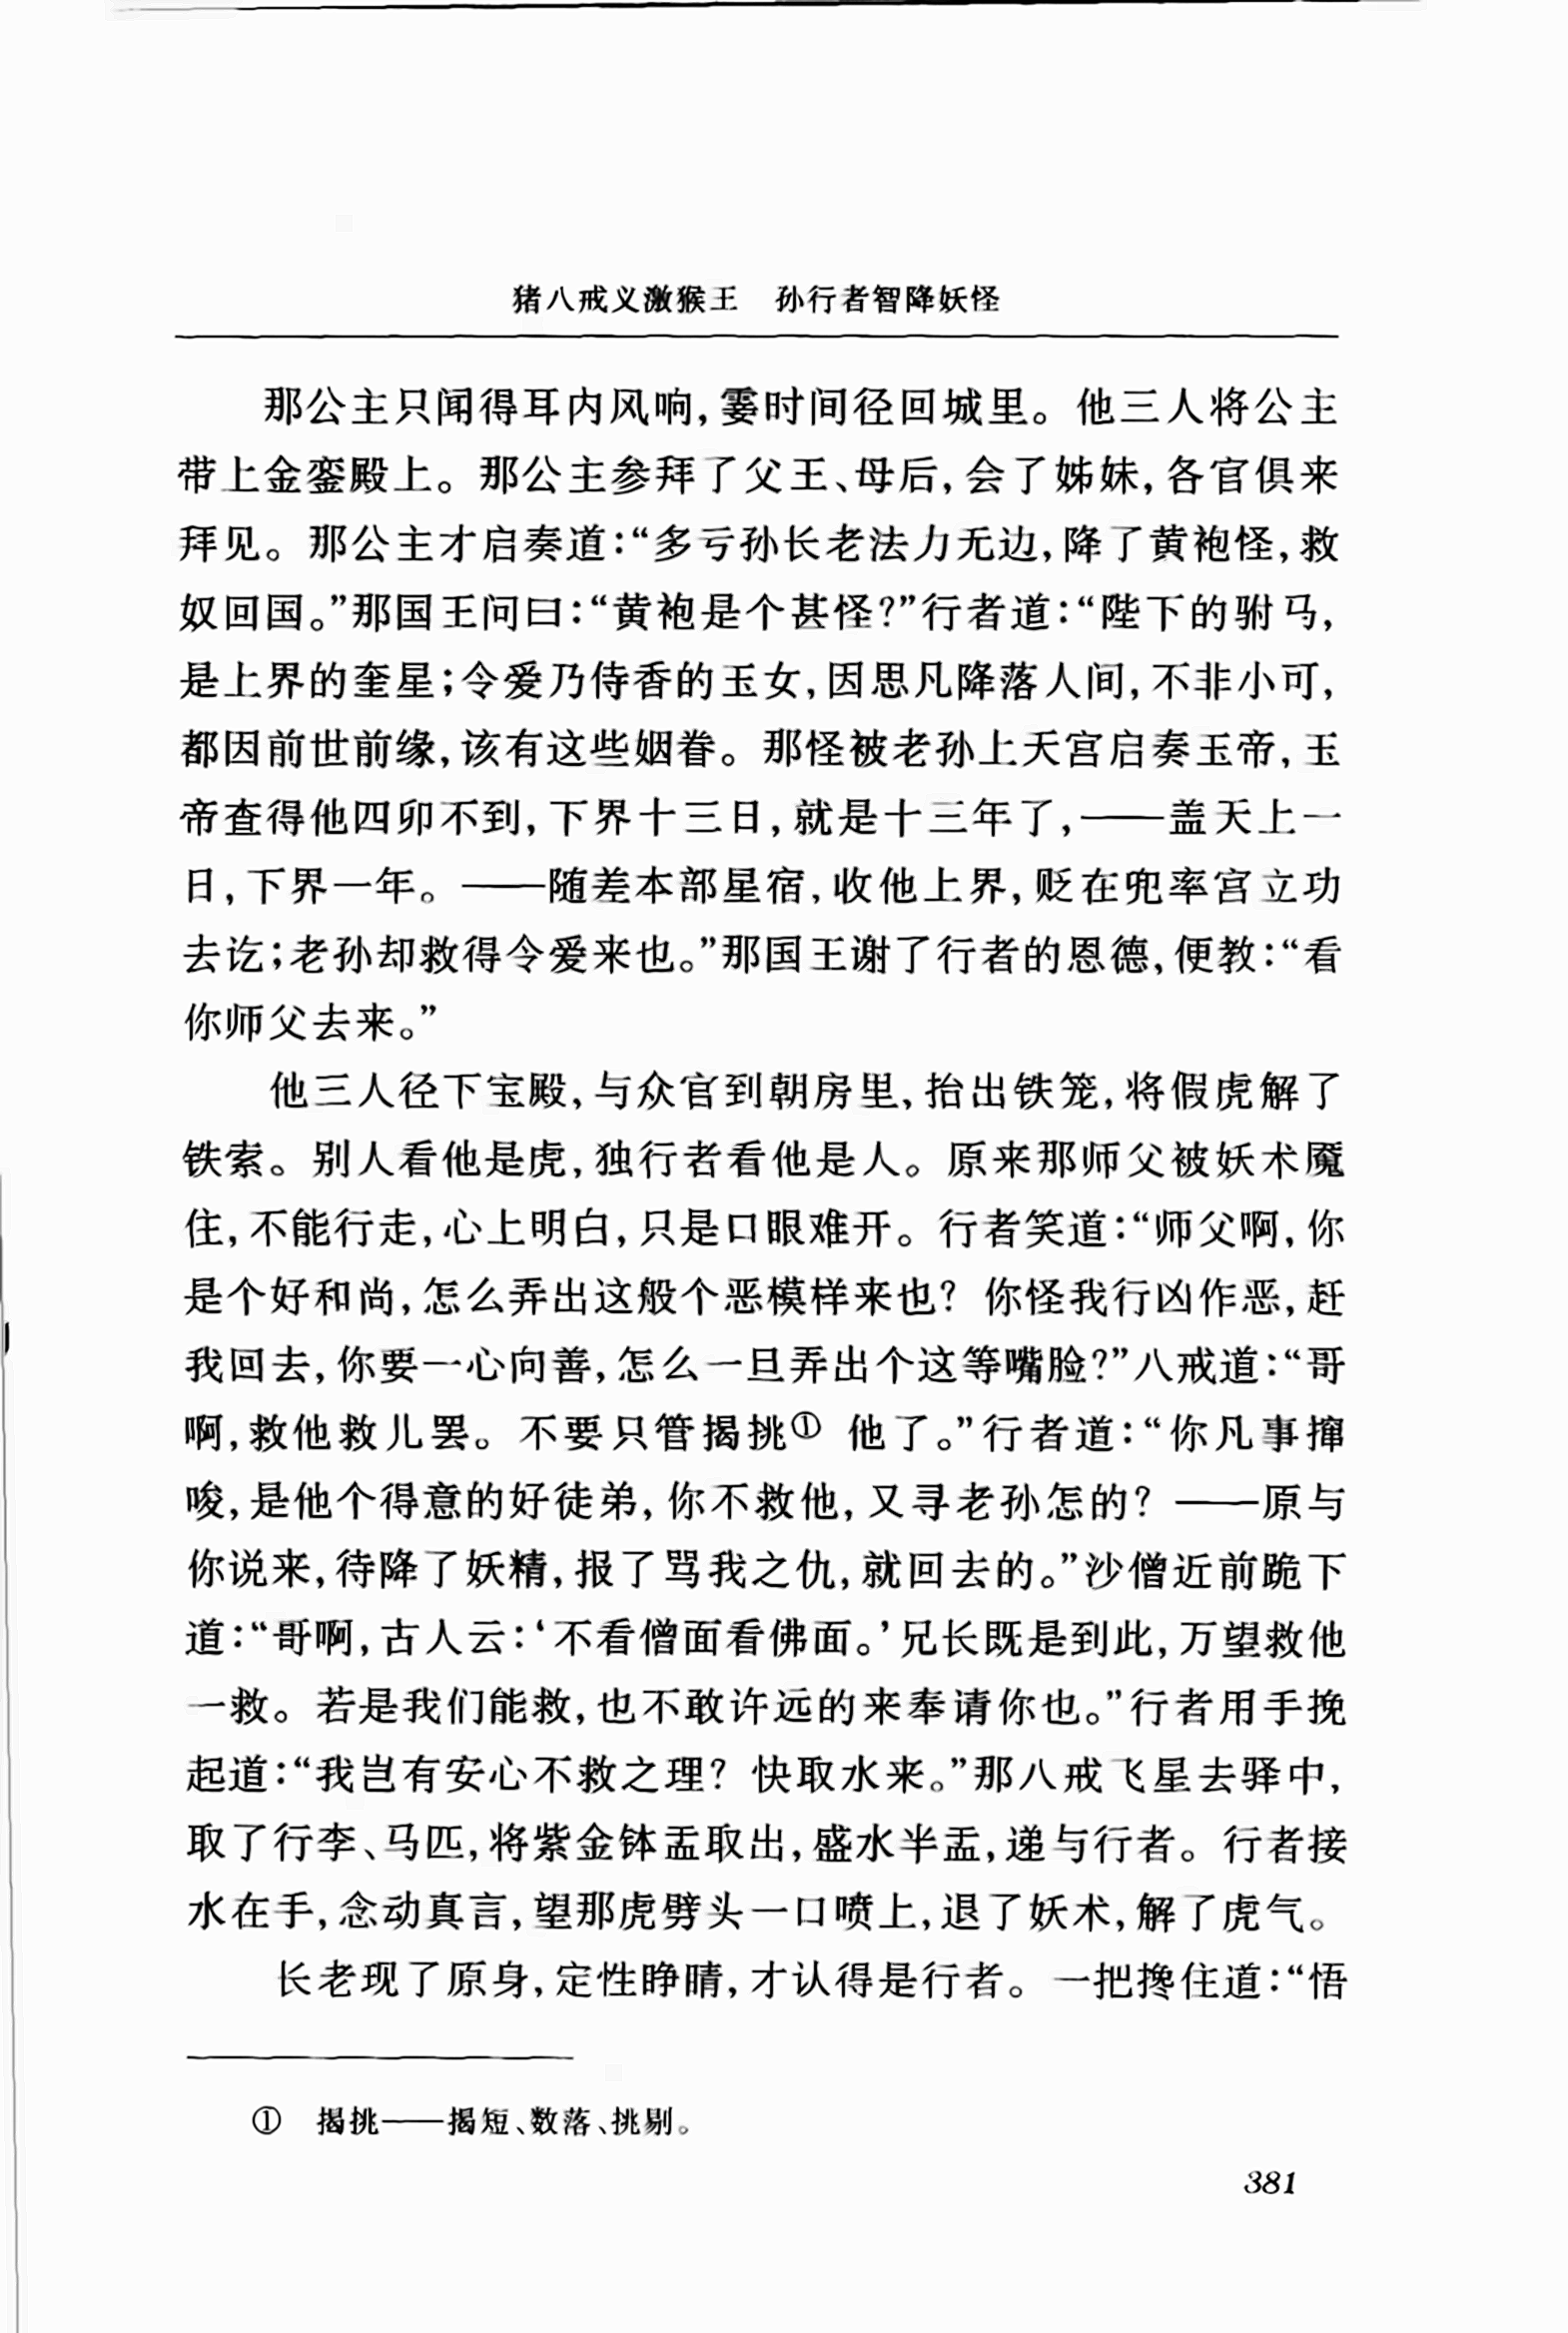 猪八戒义激猴王　孙行者智降妖怪
那公主只闻得耳内风响,霎时间径回城里。他三人将公主
带上金銮殿上。那公主参拜了父王、母后,会了姊妹,各官俱来
拜见。那公主才启奏道:“多亏孙长老法力无边,降了黄袍怪,救
奴回国。”那国王问曰:“黄袍是个甚怪?”行者道:“陛下的驸马,
是上界的奎星;令爱乃侍香的玉女,因思凡降落人间,不非小可,
都因前世前缘,该有这些姻眷。那怪被老孙上天宫启奏玉帝,玉
帝查得他四卯不到,下界十三日,就是十三年了,——盖天上一
日,下界一年。——随差本部星宿,收他上界,贬在兜率宫立功
去讫;老孙却救得令爱来也。”那国王谢了行者的恩德,便教:“看
你师父去来。”
他三人径下宝殿,与众官到朝房里,抬出铁笼,将假虎解了
铁索。别人看他是虎,独行者看他是人。原来那师父被妖术魇
住,不能行走,心上明白,只是口眼难开。行者笑道:“师父啊,你
是个好和尚,怎么弄出这般个恶模样来也?你怪我行凶作恶,赶
我回去,你要一心向善,怎么一旦弄出个这等嘴脸?”八戒道:“哥
啊,救他救儿罢。不要只管揭挑① 他了。”行者道:“你凡事撺
唆,是他个得意的好徒弟,你不救他,又寻老孙怎的?——原与
你说来,待降了妖精,报了骂我之仇,就回去的。”沙僧近前跪下
道:“哥啊,古人云:‘不看僧面看佛面。’兄长既是到此,万望救他
一救。若是我们能救,也不敢许远的来奉请你也。”行者用手挽
起道:“我岂有安心不救之理?快取水来。”那八戒飞星去驿中,
取了行李、马匹,将紫金钵盂取出,盛水半盂,递与行者。行者接
水在手,念动真言,望那虎劈头一口喷上,退了妖术,解了虎气。
长老现了原身,定性睁睛,才认得是行者。一把搀住道:“悟
①　揭挑——揭短、数落、挑剔。
381